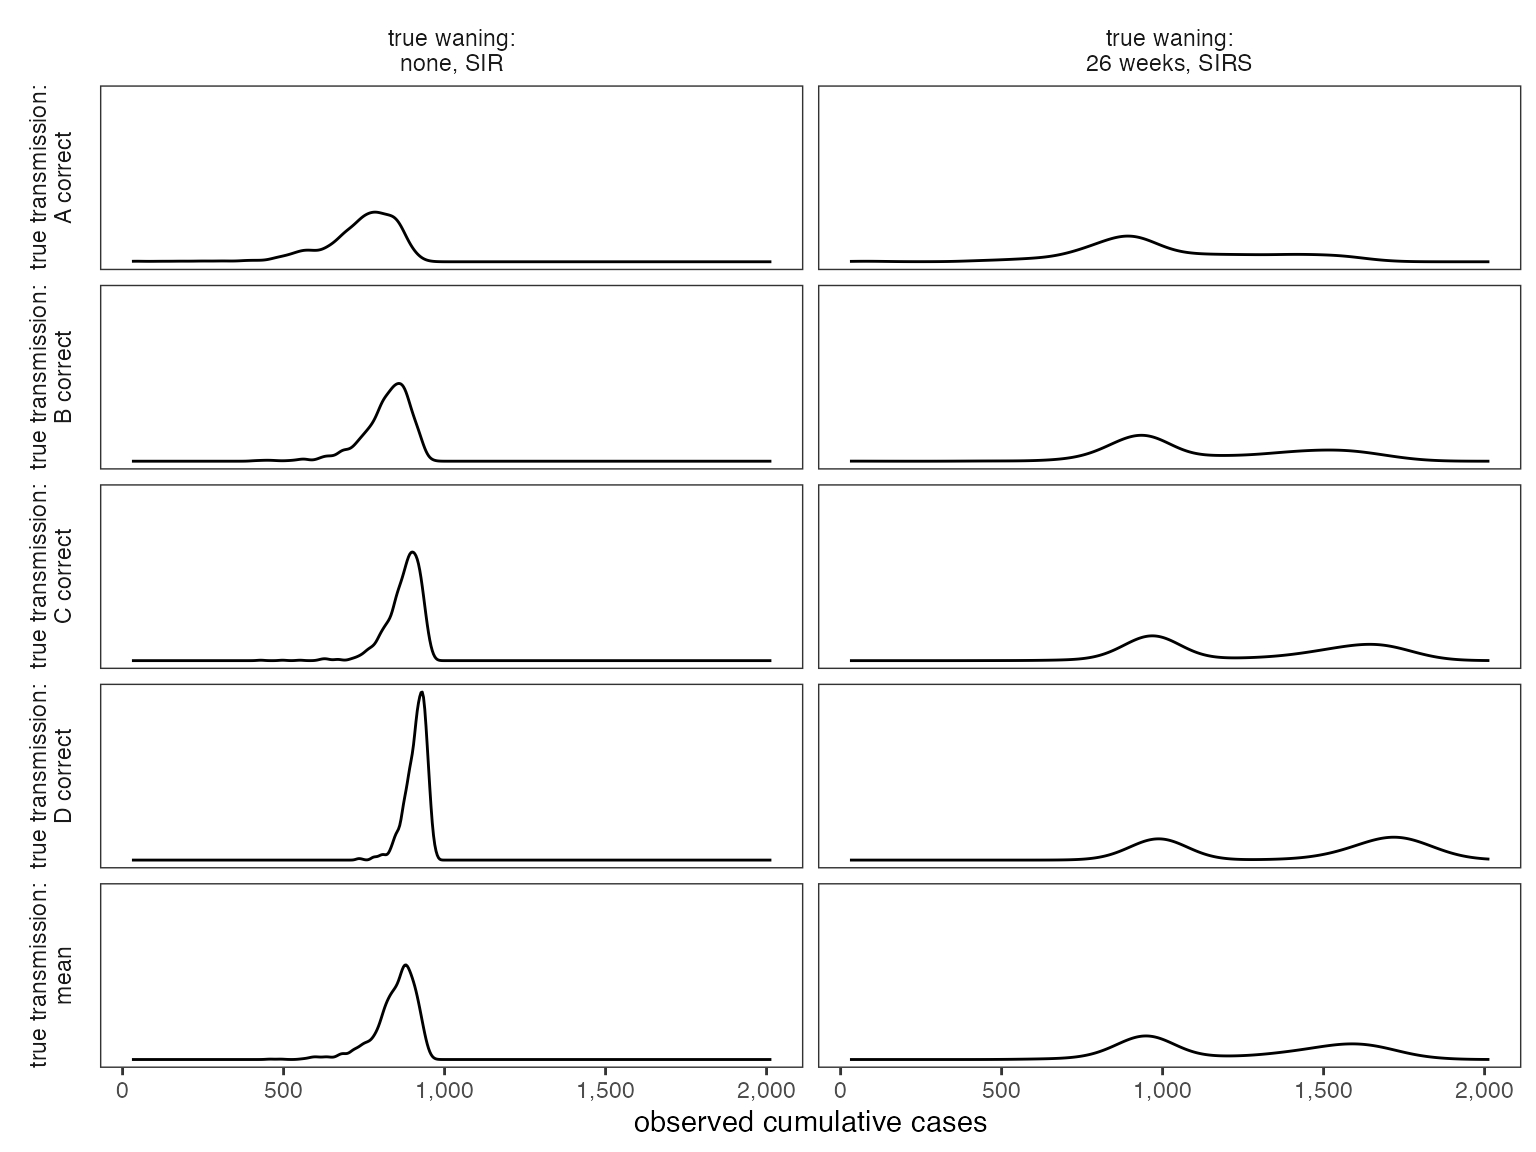 true waning:
none, SIR
true waning:
26 weeks, SIRS
true transmission:
A correct
true transmission:
B correct
true transmission:
C correct
true transmission:
D correct
true transmission:
mean
0
500
1,000
1,500
2,000
0
500
1,000
1,500
2,000
observed cumulative cases